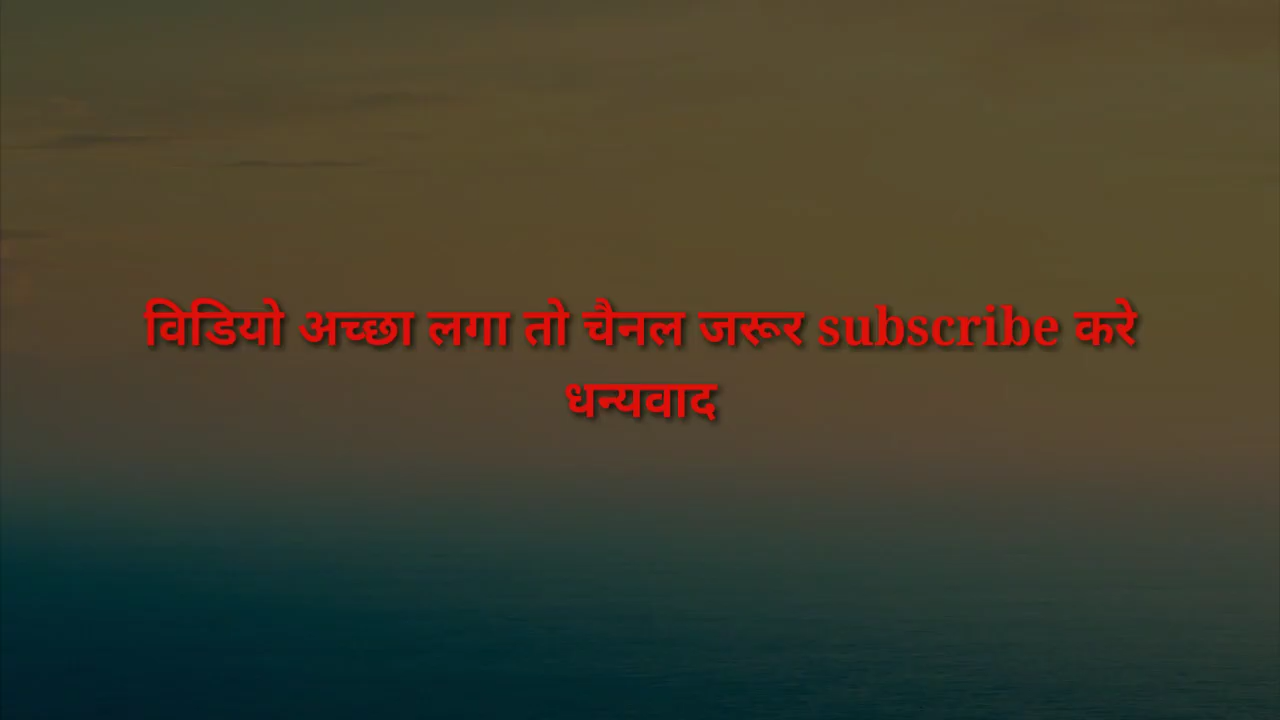 विडियो अच्छा लगा तो चैनल जरूर subscribe करे
धन्यवाद